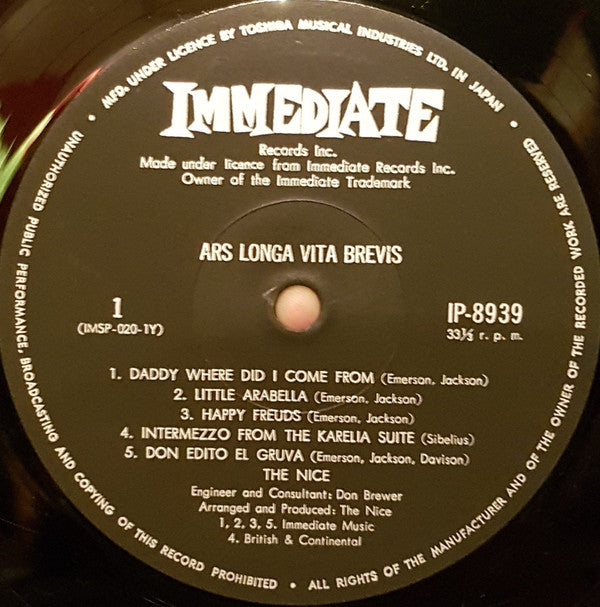 • MFD. UNDER LICENCE BY TOSHIBA MUSICAL INDUSTRIES LTD. IN JAPAN •
IMMEDIATE
Records Inc.
Made under licence from Immediate Records Inc.
Owner of the Immediate Trademark
ARS LONGA VITA BREVIS
1
(IMSP-020-1Y)
IP-8939
33⅓ r. p. m.
1. DADDY WHERE DID I COME FROM (Emerson, Jackson)
2. LITTLE ARABELLA (Emerson, Jackson)
3. HAPPY FREUDS (Emerson, Jackson)
4. INTERMEZZO FROM THE KARELIA SUITE (Sibelius)
5. DON EDITO EL GRUVA (Emerson, Jackson, Davison)
THE NICE
Engineer and Consultant: Don Brewer
Arranged and Produced: The Nice
1, 2, 3, 5. Immediate Music
4. British & Continental
UNAUTHORIZED PUBLIC PERFORMANCE, BROADCASTING AND COPYING OF THIS RECORD PROHIBITED • ALL RIGHTS OF THE MANUFACTURER AND OF THE OWNER OF THE RECORDED WORK ARE RESERVED